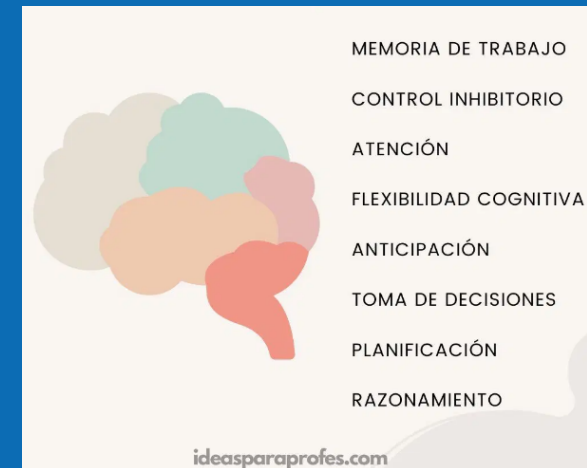 MEMORIA DE TRABAJO
CONTROL INHIBITORIO
ATENCIÓN
FLEXIBILIDAD COGNITIVA
ANTICIPACIÓN
TOMA DE DECISIONES
PLANIFICACIÓN
RAZONAMIENTO
ideasparaprofes.com